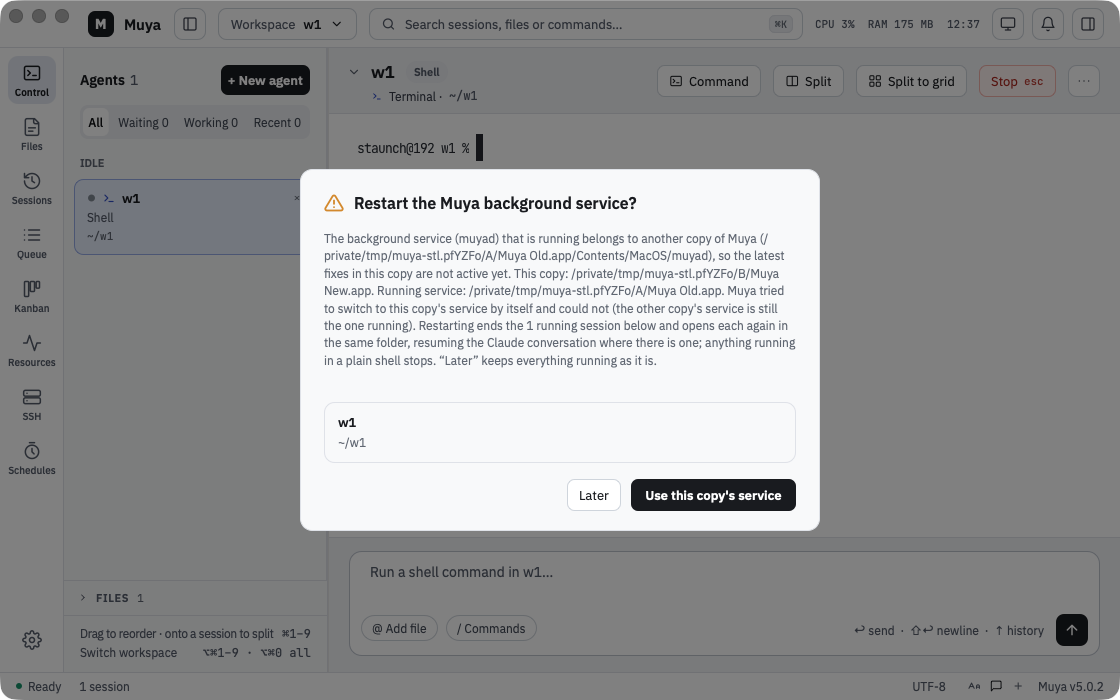 M Muya
Workspace w1
Search sessions, files or commands... ⌘K
CPU 3% RAM 175 MB 12:37
Control
Files
Sessions
Queue
Kanban
Resources
SSH
Schedules
Agents 1
+ New agent
All Waiting 0 Working 0 Recent 0
IDLE
w1 ×
Shell
~/w1
FILES 1
Drag to reorder · onto a session to split ⌘1–9
Switch workspace ⌥⌘1–9 · ⌥⌘0 all
w1 Shell
Terminal · ~/w1
Command
Split
Split to grid
Stop esc
···
staunch@192 w1 %
Restart the Muya background service?
The background service (muyad) that is running belongs to another copy of Muya (/
private/tmp/muya-stl.pfYZFo/A/Muya Old.app/Contents/MacOS/muyad), so the latest
fixes in this copy are not active yet. This copy: /private/tmp/muya-stl.pfYZFo/B/Muya
New.app. Running service: /private/tmp/muya-stl.pfYZFo/A/Muya Old.app. Muya tried
to switch to this copy's service by itself and could not (the other copy's service is still
the one running). Restarting ends the 1 running session below and opens each again in
the same folder, resuming the Claude conversation where there is one; anything running
in a plain shell stops. “Later” keeps everything running as it is.
w1
~/w1
Later
Use this copy's service
Run a shell command in w1...
@ Add file
/ Commands
↩ send · ⇧↩ newline · ↑ history
Ready 1 session
UTF-8 AA + Muya v5.0.2